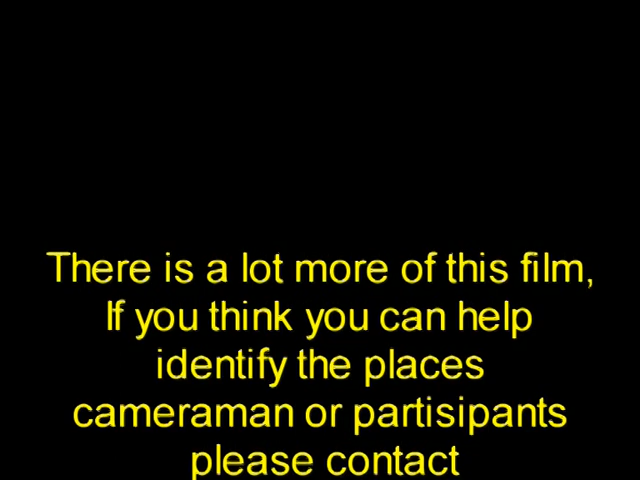 There is a lot more of this film,
If you think you can help
identify the places
cameraman or partisipants
please contact